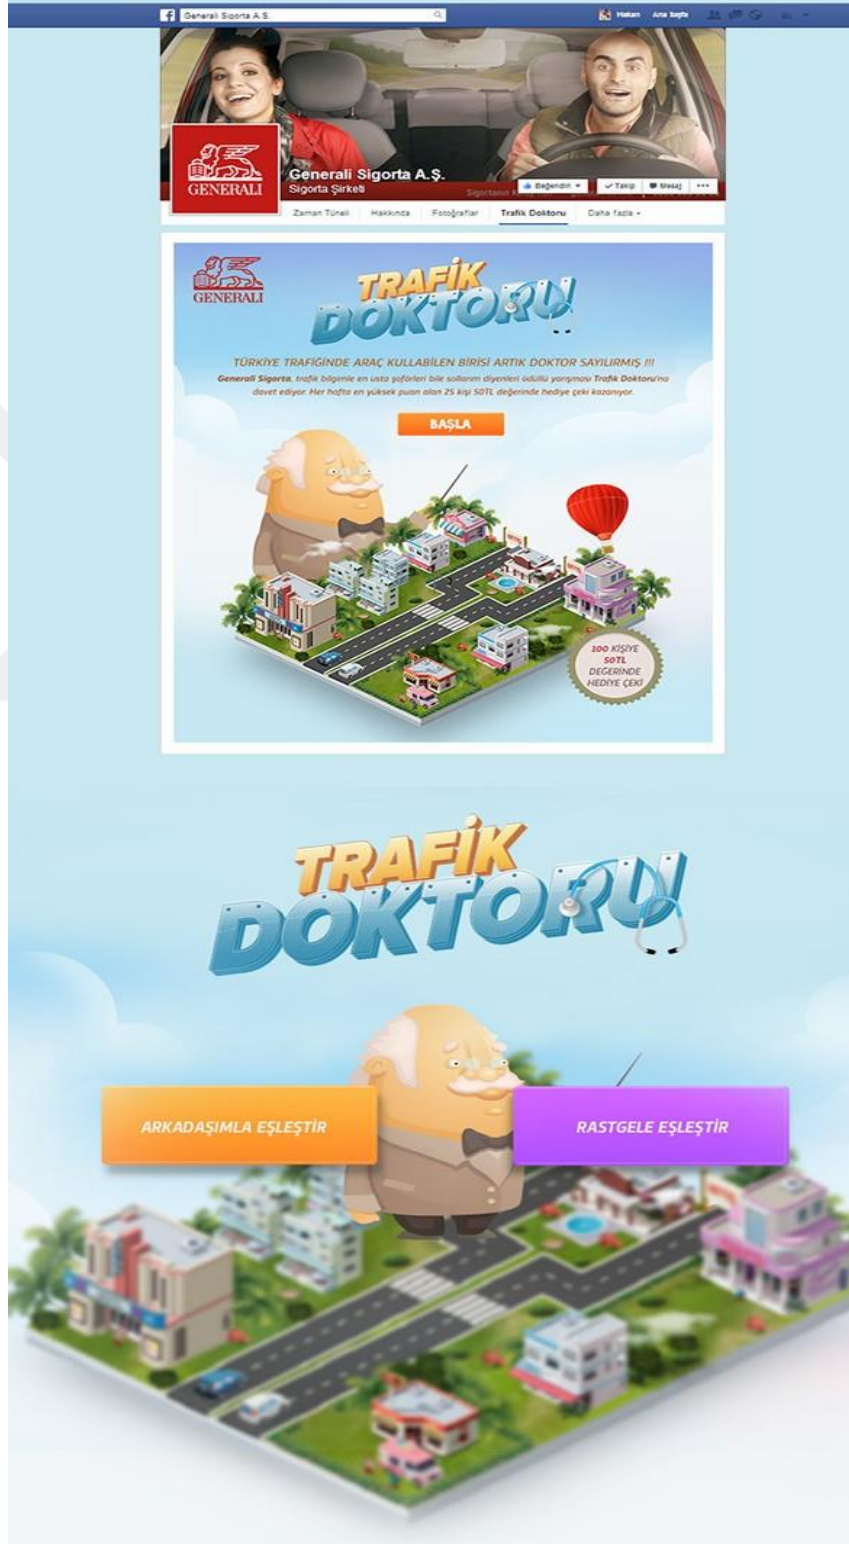 Generali Sigorta A.Ş.
Hakan Ana Sayfa
GENERALI
Generali Sigorta A.Ş.
Sigorta Şirketi
Beğendin Takip Mesaj
Zaman Tüneli Hakkında Fotoğraflar Trafik Doktoru Daha fazla
GENERALI
TRAFİK
DOKTORU
TÜRKİYE TRAFİĞİNDE ARAÇ KULLABİLEN BİRİSİ ARTIK DOKTOR SAYILIRMIŞ !!!
Generali Sigorta, trafik bilgimle en usta şoförleri bile sollarım diyenleri ödüllü yarışması Trafik Doktoru'na
davet ediyor. Her hafta en yüksek puan alan 25 kişi 50TL değerinde hediye çeki kazanıyor.
BAŞLA
100 KİŞİYE
50TL
DEĞERİNDE
HEDİYE ÇEKİ
TRAFİK
DOKTORU
ARKADAŞIMLA EŞLEŞTİR
RASTGELE EŞLEŞTİR